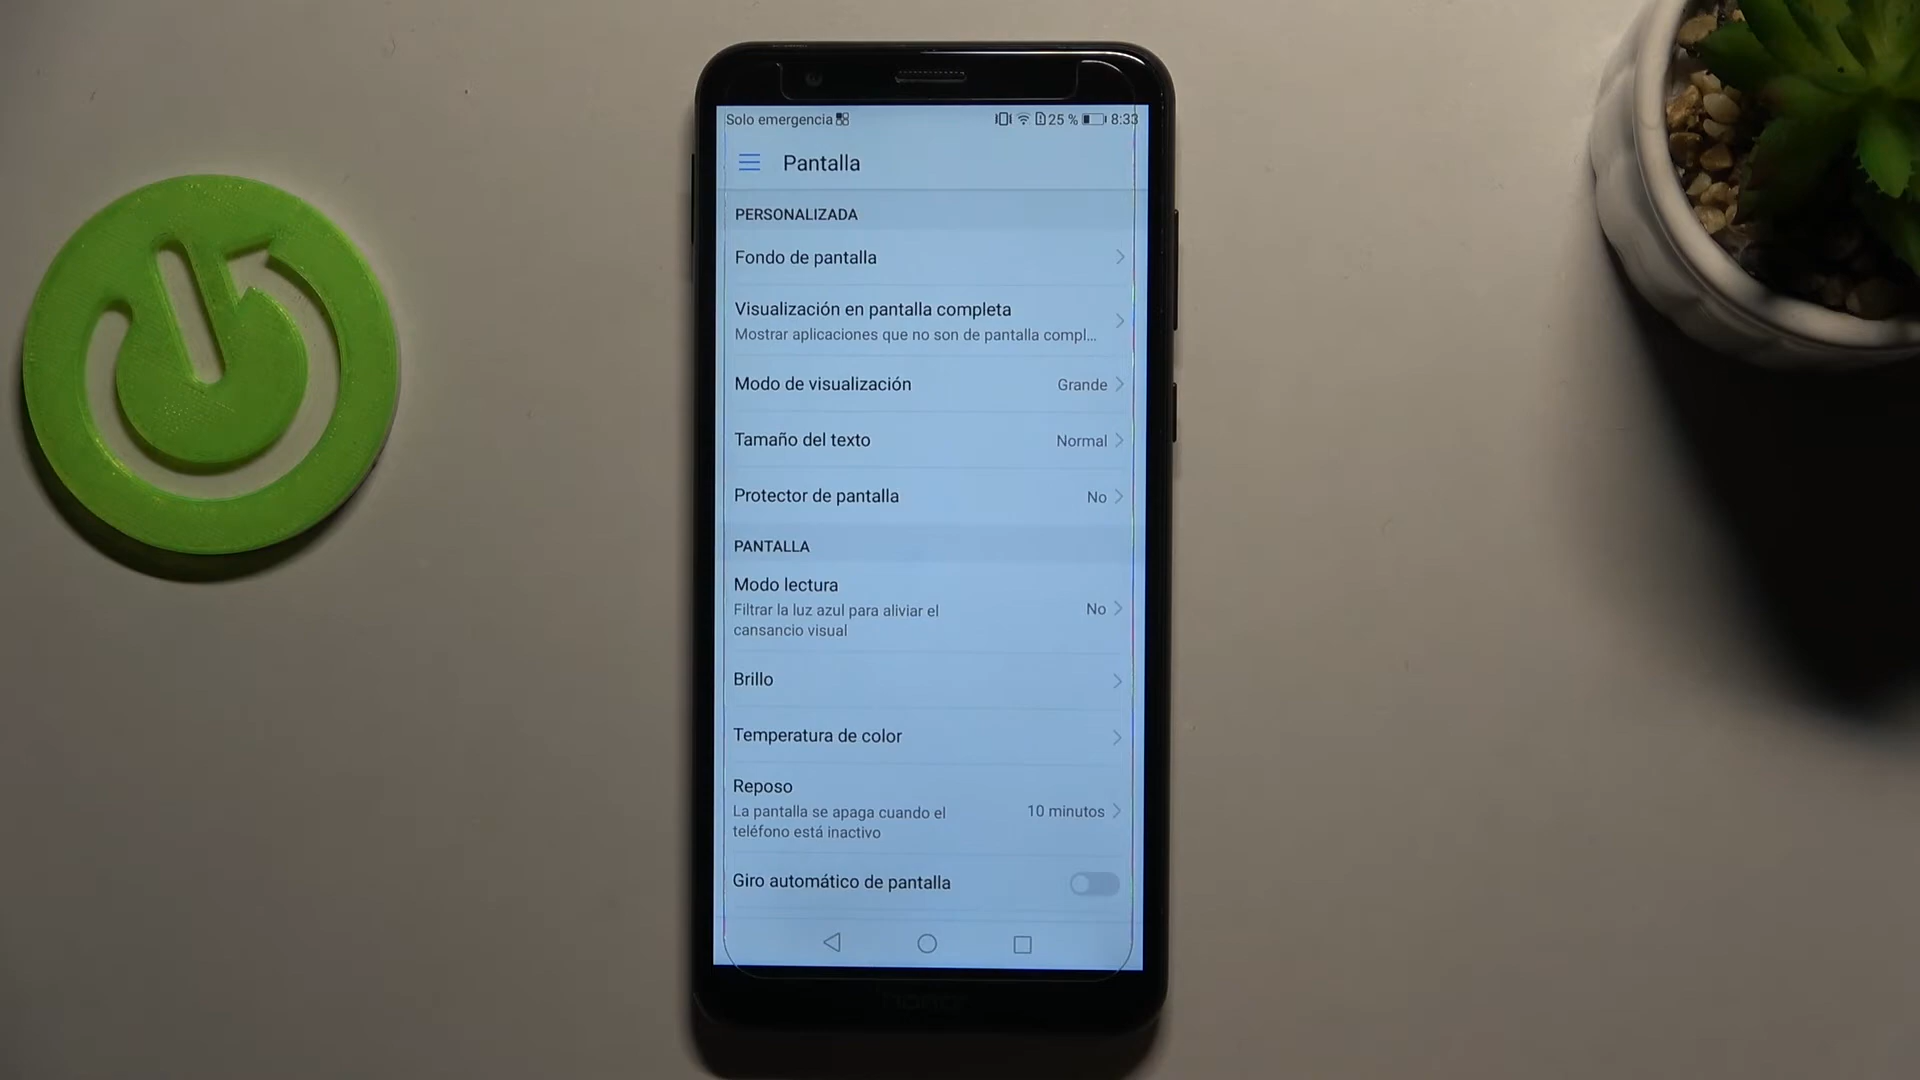 Solo emergencia 25 % 8:33
Pantalla
PERSONALIZADA
Fondo de pantalla
Visualización en pantalla completa
Mostrar aplicaciones que no son de pantalla compl...
Modo de visualización Grande
Tamaño del texto Normal
Protector de pantalla No
PANTALLA
Modo lectura
Filtrar la luz azul para aliviar el
cansancio visual
No
Brillo
Temperatura de color
Reposo
La pantalla se apaga cuando el
teléfono está inactivo
10 minutos
Giro automático de pantalla
honor